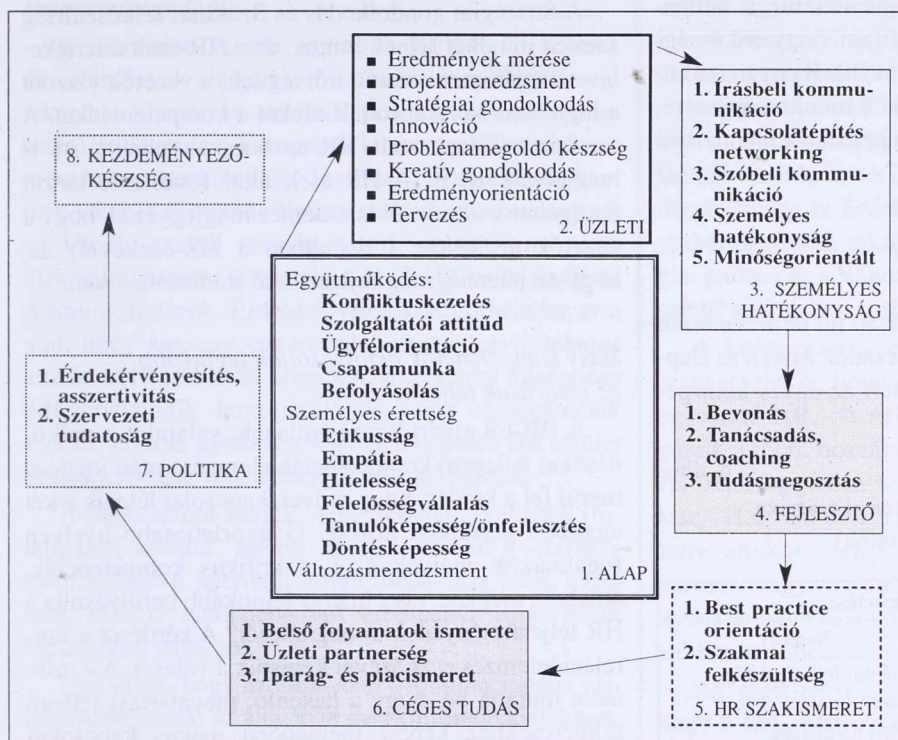 ■ Eredmények mérése
■ Projektmenedzsment
■ Stratégiai gondolkodás
■ Innováció
■ Problémamegoldó készség
■ Kreatív gondolkodás
■ Eredményorientáció
■ Tervezés
2. ÜZLETI
1. Írásbeli kommu-
nikáció
2. Kapcsolatépítés
networking
3. Szóbeli kommu-
nikáció
4. Személyes
hatékonyság
5. Minőségorientált
3. SZEMÉLYES
HATÉKONYSÁG
1. Bevonás
2. Tanácsadás,
coaching
3. Tudásmegosztás
4. FEJLESZTŐ
1. Best practice
orientáció
2. Szakmai
felkészültség
5. HR SZAKISMERET
1. Belső folyamatok ismerete
2. Üzleti partnerség
3. Iparág- és piacismeret
6. CÉGES TUDÁS
1. Érdekérvényesítés,
asszertivitás
2. Szervezeti
tudatosság
7. POLITIKA
8. KEZDEMÉNYEZŐ-
KÉSZSÉG
Együttműködés:
Konfliktuskezelés
Szolgáltatói attitűd
Ügyfélorientáció
Csapatmunka
Befolyásolás
Személyes érettség
Etikusság
Empátia
Hitelesség
Felelősségvállalás
Tanulóképesség/önfejlesztés
Döntésképesség
Változásmenedzsment
1. ALAP